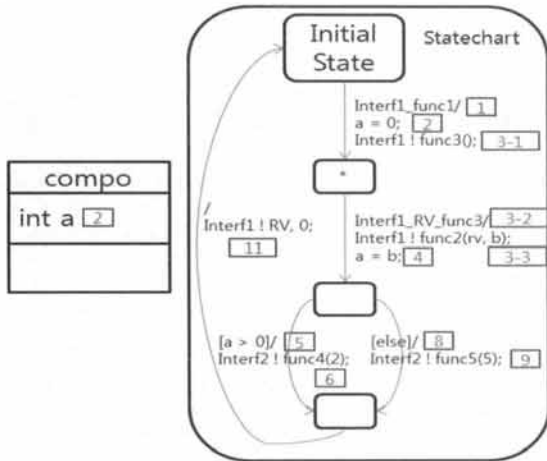 Initial
State
Statechart
Interf1_func1/ 1
a = 0; 2
Interf1 ! func3(); 3-1
compo
int a 2
*
/
Interf1 ! RV, 0;
11
Interf1_RV_func3/ 3-2
Interf1 ! func2(rv, b);
a = b; 4 3-3
[a > 0]/ 5
Interf2 ! func4(2);
6
[else]/ 8
Interf2 ! func5(5); 9